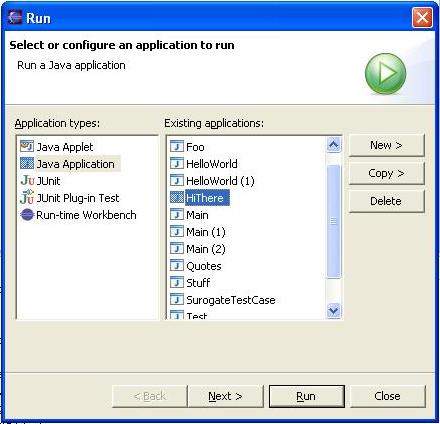 Run
Select or configure an application to run
Run a Java application
Application types:
Java Applet
Java Application
JUnit
JUnit Plug-in Test
Run-time Workbench
Existing applications:
Foo
HelloWorld
HelloWorld (1)
HiThere
Main
Main (1)
Main (2)
Quotes
Stuff
SurogateTestCase
Test
New >
Copy >
Delete
< Back
Next >
Run
Close